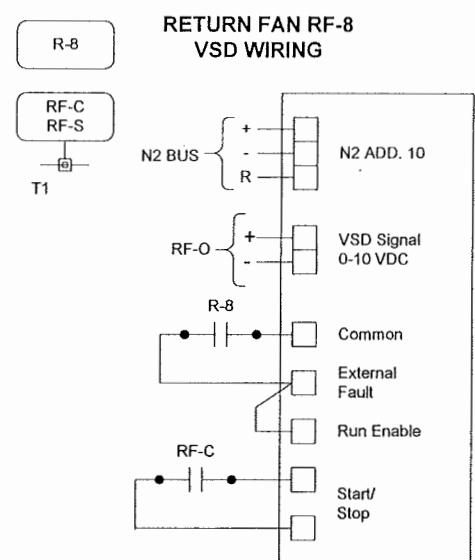 RETURN FAN RF-8
VSD WIRING
R-8
RF-C
RF-S
T1
N2 BUS
+
-
R
N2 ADD. 10
RF-O
+
-
VSD Signal
0-10 VDC
R-8
Common
External
Fault
Run Enable
RF-C
Start/
Stop